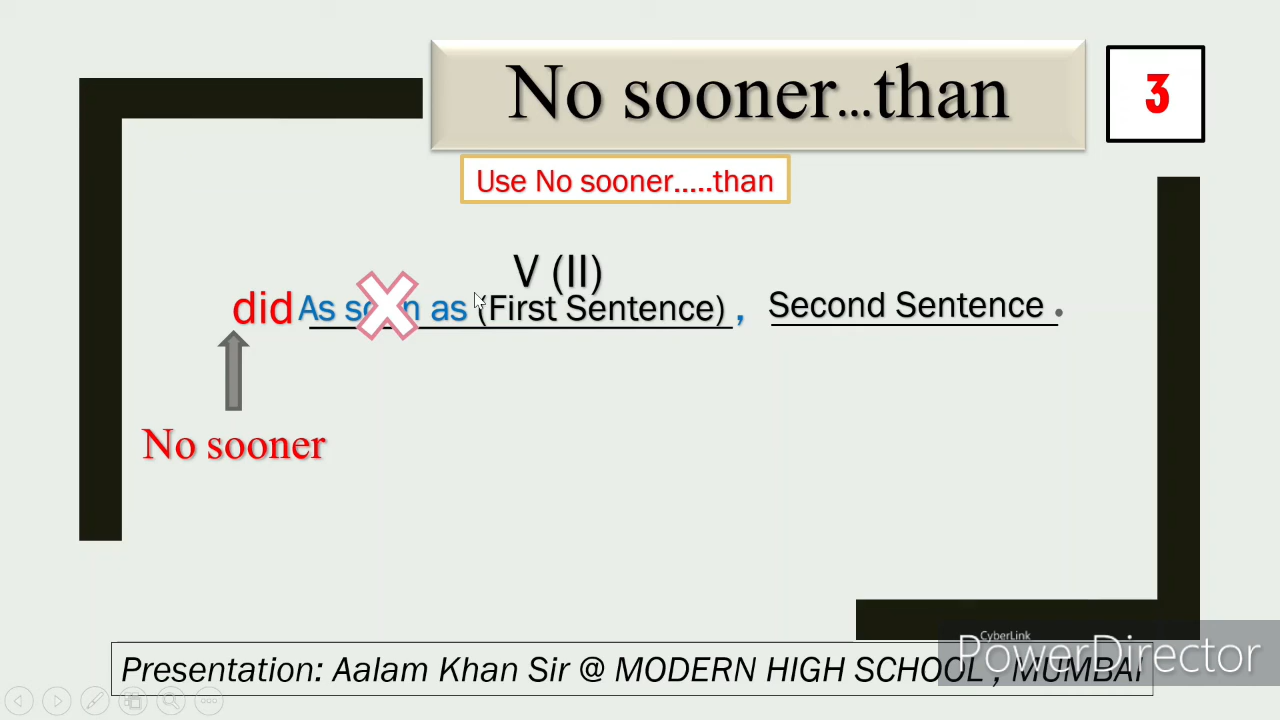 No sooner...than
3
Use No sooner.....than
V (II)
did As soon as (First Sentence) , Second Sentence .
No sooner
Presentation: Aalam Khan Sir @ MODERN HIGH SCHOOL , MUMBAI
CyberLink
PowerDirector